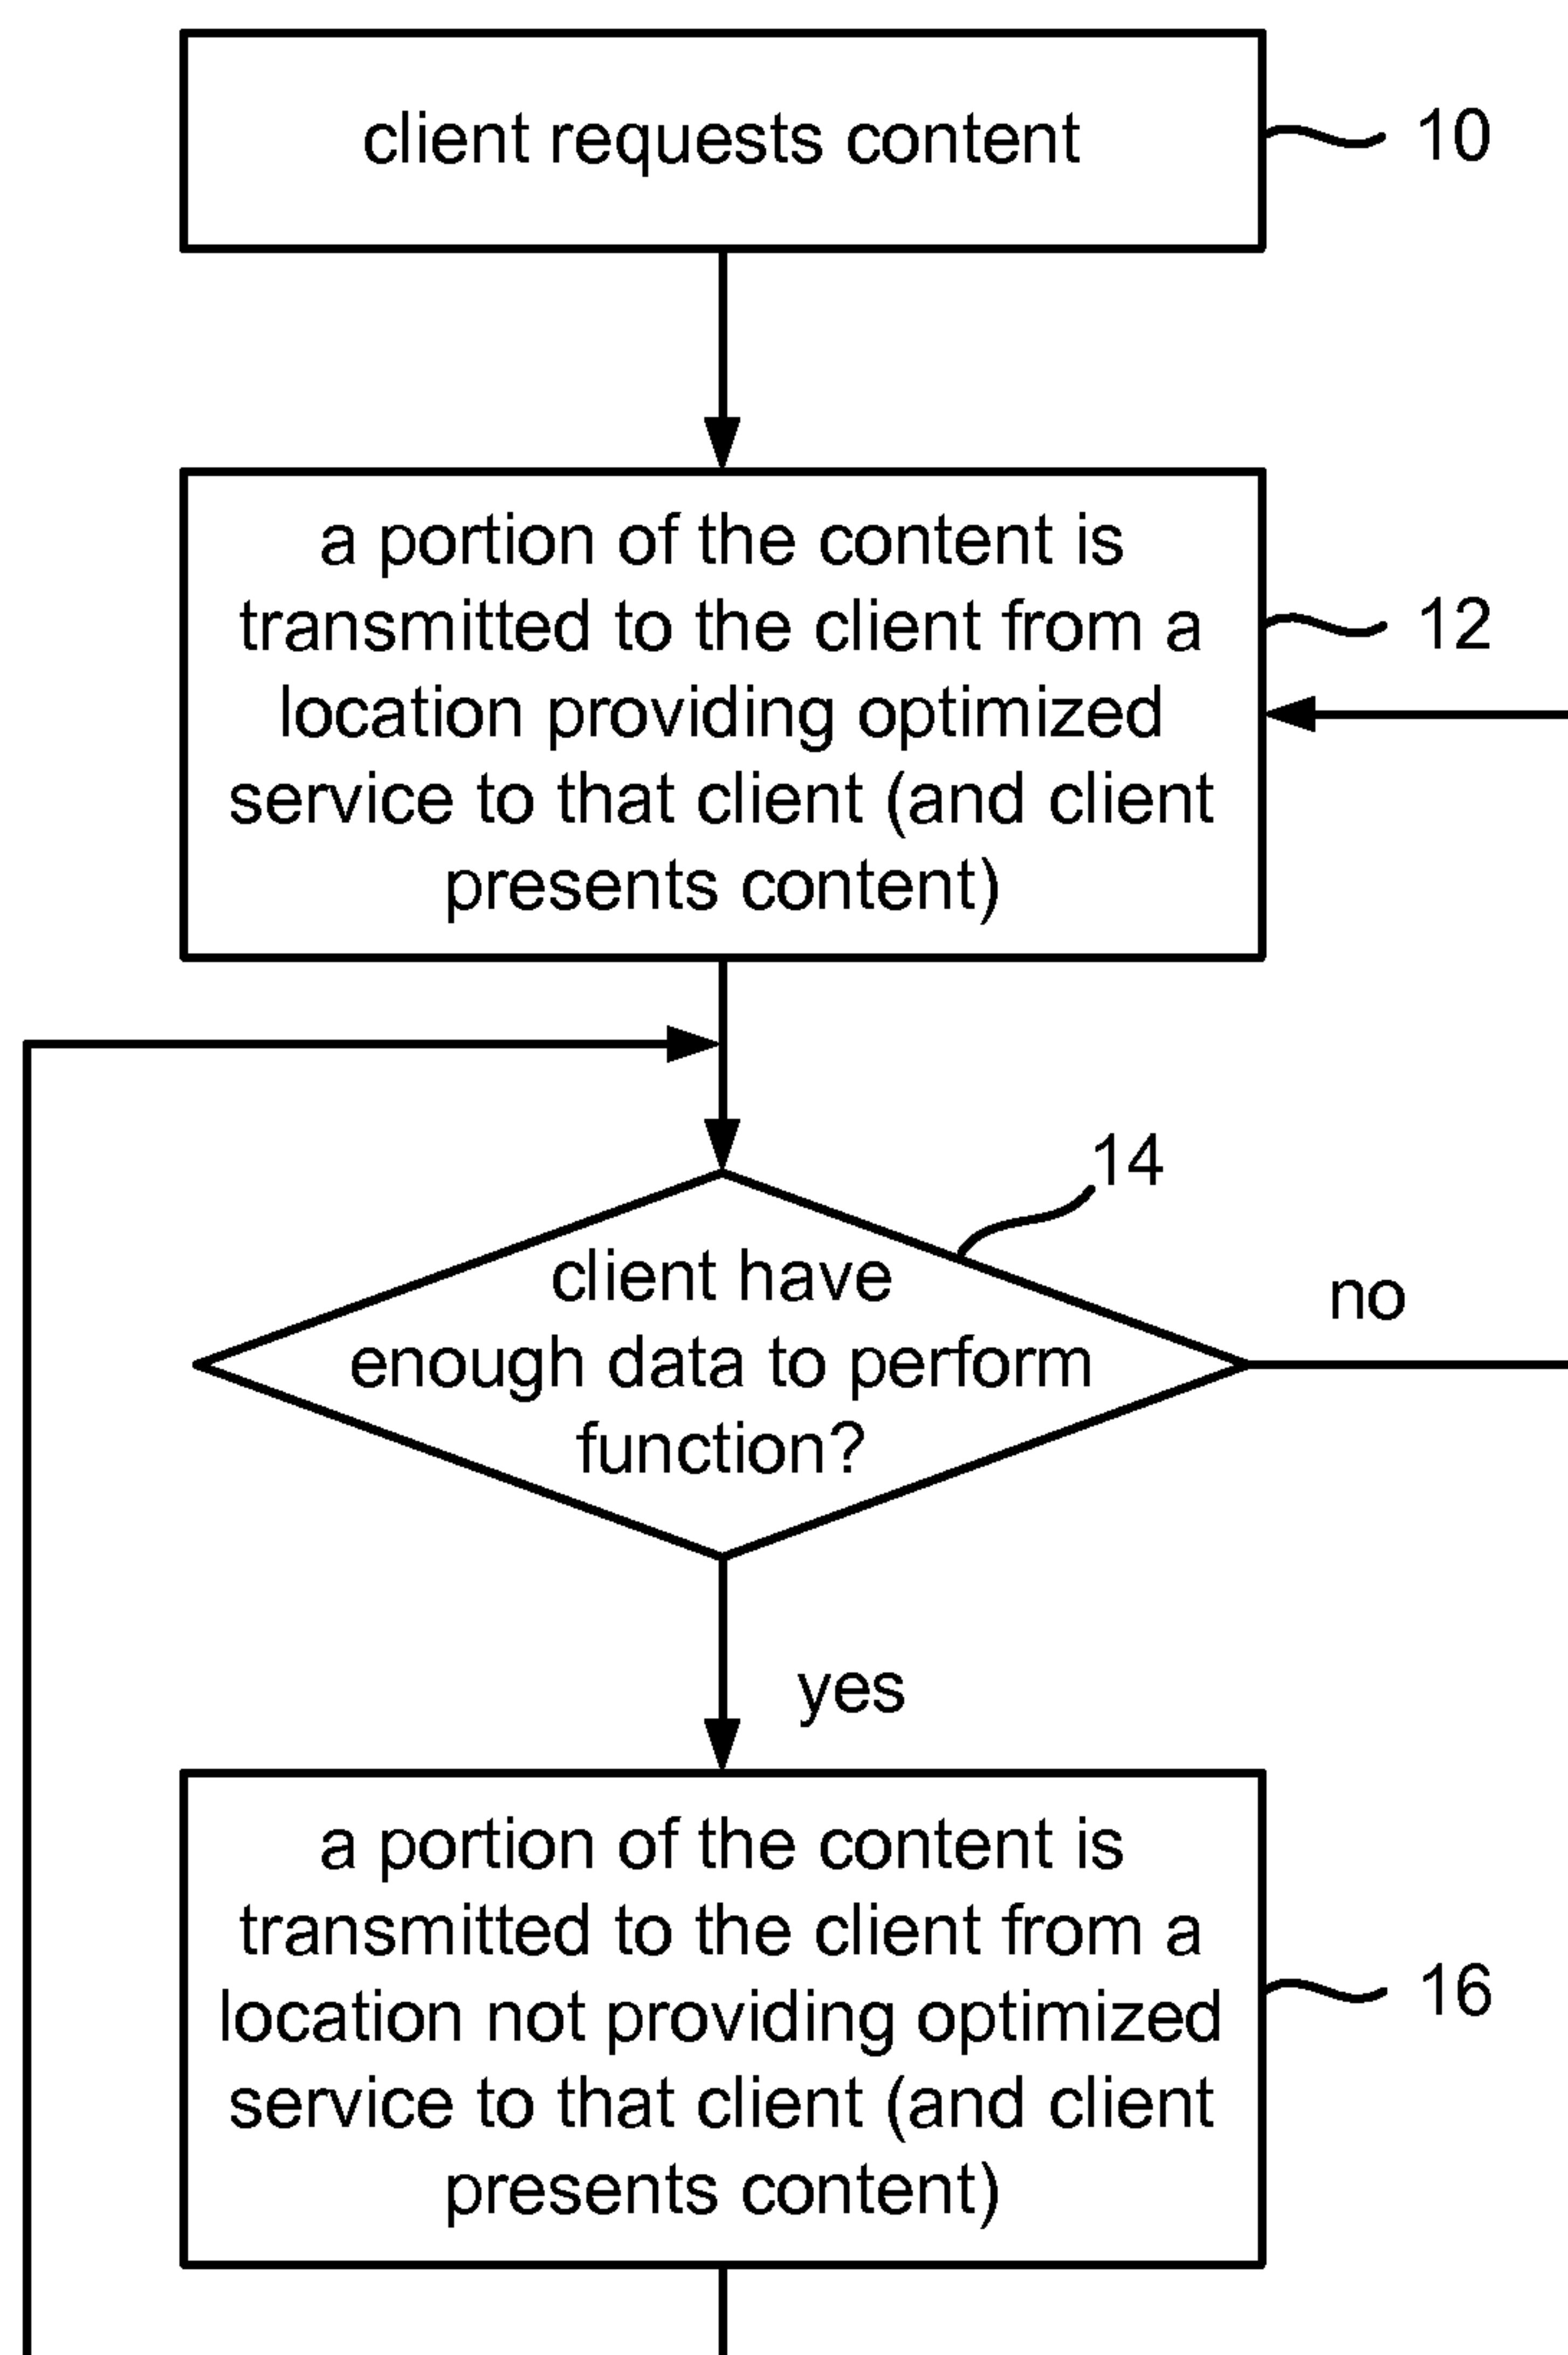 client requests content
10
a portion of the content is
transmitted to the client from a
location providing optimized
service to that client (and client
presents content)
12
14
client have
enough data to perform
function?
no
yes
a portion of the content is
transmitted to the client from a
location not providing optimized
service to that client (and client
presents content)
16